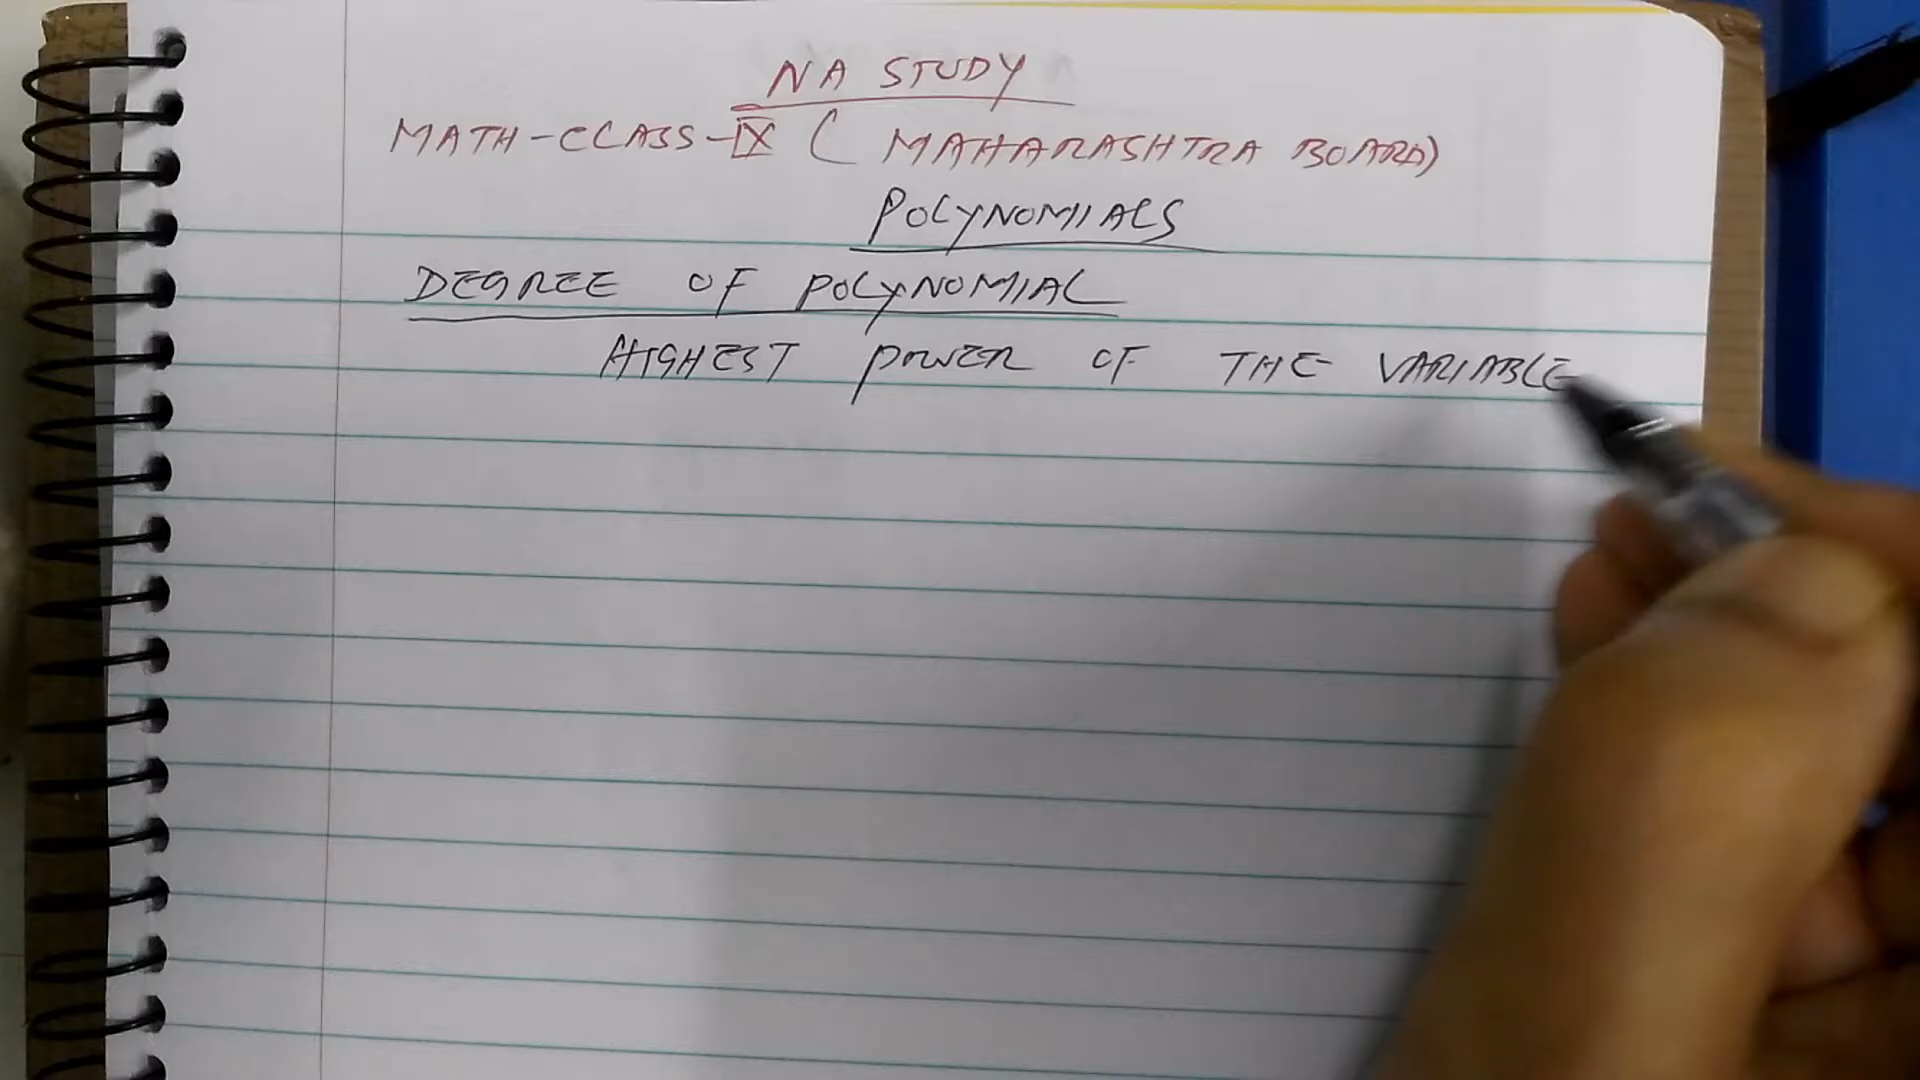 NA STUDY
MATH-CLASS-IX ( MAHARASHTRA BOARD)
POLYNOMIALS
DEGREE OF POLYNOMIAL
HIGHEST POWER OF THE VARIABLE